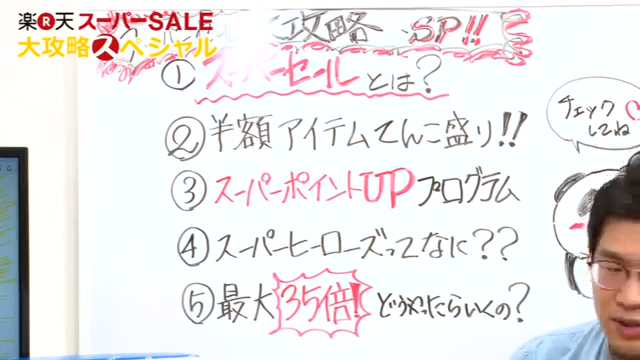 楽R天スーパーSALE
大攻略スペシャル
攻略 SP!!
①スーパーセールとは?
②半額アイテムてんこ盛り!!
③スーパーポイントUPプログラム
④スーパーヒーローズってなに??
⑤最大35倍!どうやったらいくの?
チェック
してね